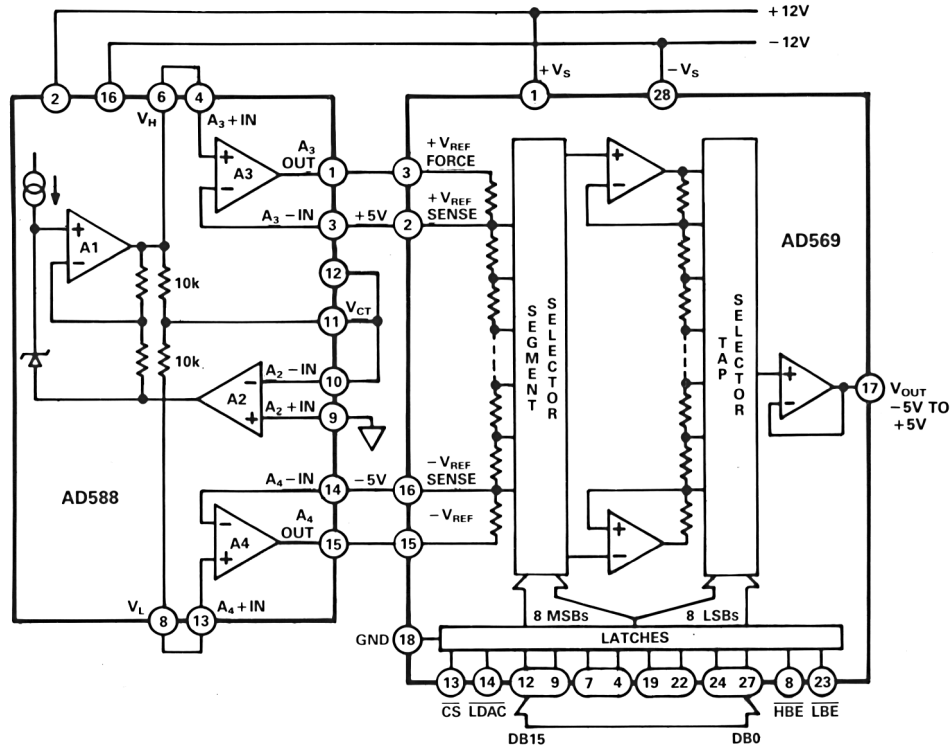 +12V
−12V
+VS
−VS
2
16
6
4
1
28
VH
A3+IN
A3
OUT
+
−
A3
1
3
+VREF
FORCE
A3−IN
3
+5V
2
+VREF
SENSE
+
−
A1
10k
10k
12
VCT
11
A2−IN
10
A2+IN
9
−
+
A2
A4−IN
14
−5V
16
−VREF
SENSE
A4
OUT
15
15
−VREF
−
+
A4
AD588
VL
8
13
A4+IN
SEGMENT
SELECTOR
+
−
+
−
TAP
SELECTOR
AD569
+
−
17
VOUT
−5V TO
+5V
8 MSBs
8 LSBs
GND
18
LATCHES
13
14
12
9
7
4
19
22
24
27
8
23
CS
LDAC
HBE
LBE
DB15
DB0